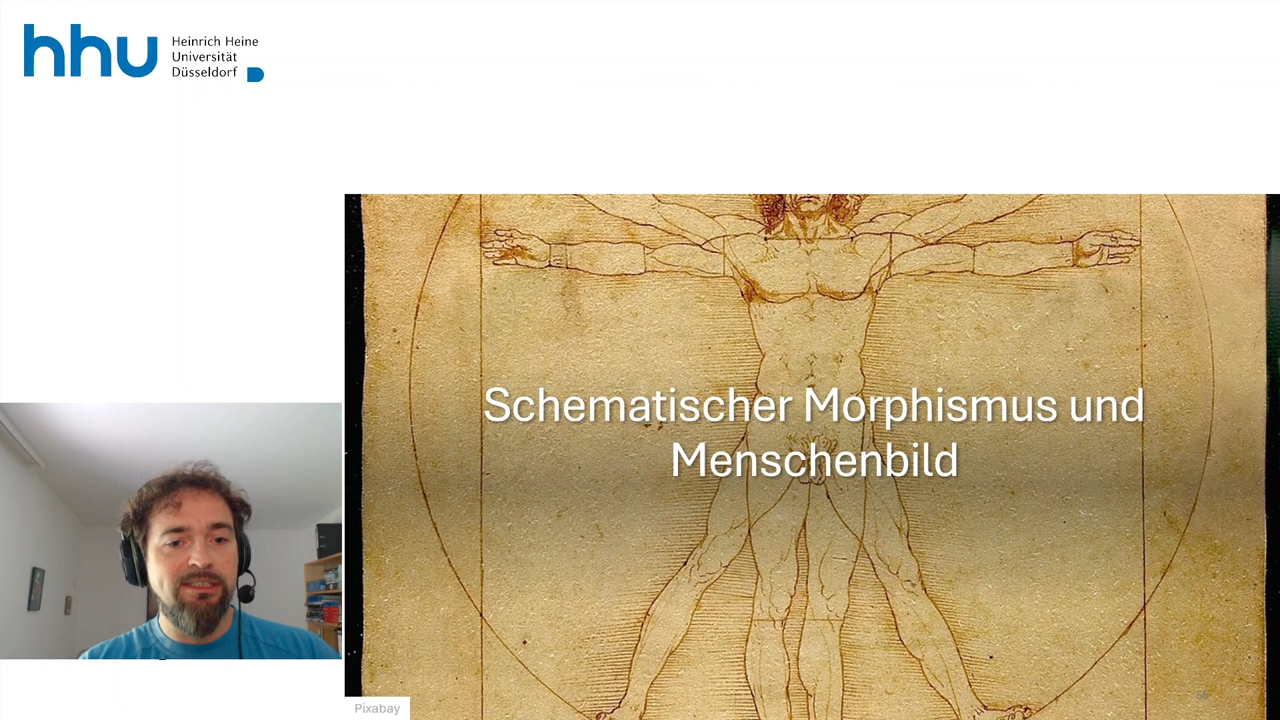 hhu
Heinrich Heine
Universität
Düsseldorf
Schematischer Morphismus und
Menschenbild
Pixabay